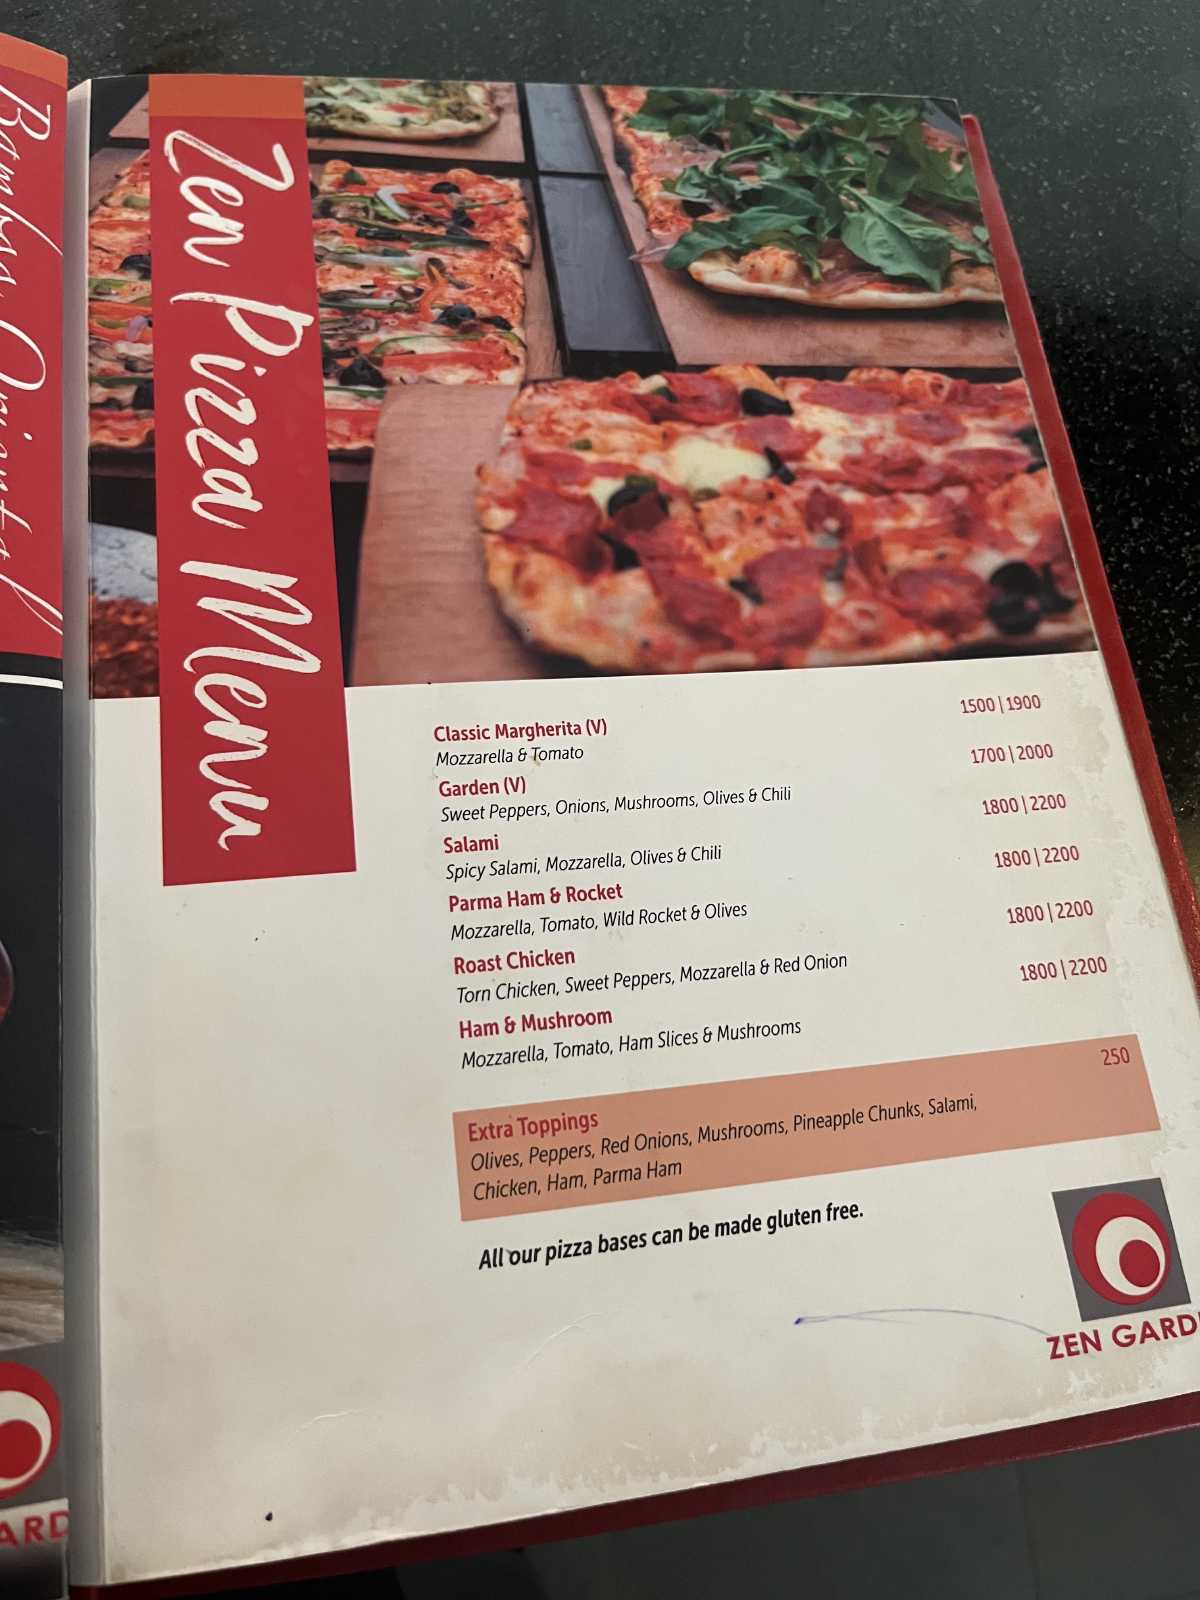 Bamboo Oriental
Zen Pizza Menu
Classic Margherita (V) 1500 | 1900
Mozzarella & Tomato
Garden (V) 1700 | 2000
Sweet Peppers, Onions, Mushrooms, Olives & Chili
Salami 1800 | 2200
Spicy Salami, Mozzarella, Olives & Chili
Parma Ham & Rocket 1800 | 2200
Mozzarella, Tomato, Wild Rocket & Olives
Roast Chicken 1800 | 2200
Torn Chicken, Sweet Peppers, Mozzarella & Red Onion
Ham & Mushroom 1800 | 2200
Mozzarella, Tomato, Ham Slices & Mushrooms
Extra Toppings 250
Olives, Peppers, Red Onions, Mushrooms, Pineapple Chunks, Salami,
Chicken, Ham, Parma Ham
All our pizza bases can be made gluten free.
ZEN GARD
ARD